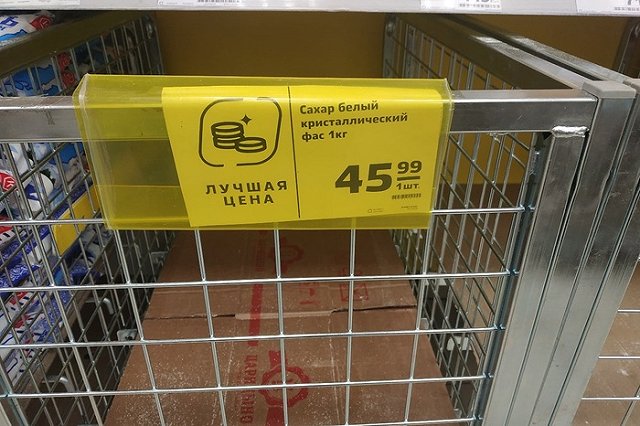 Сахар белый
кристаллический
фас 1кг
45 99
1шт.
ЛУЧШАЯ
ЦЕНА